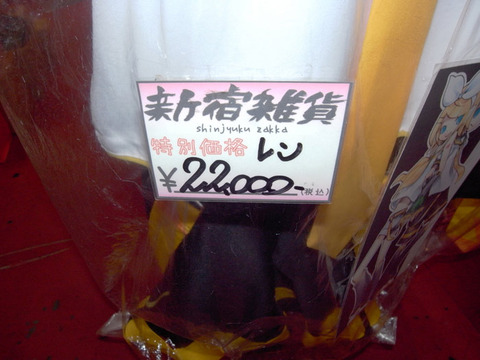 新宿雑貨
shinjyuku zakka
特別価格 レン
¥22,000-
(税込)